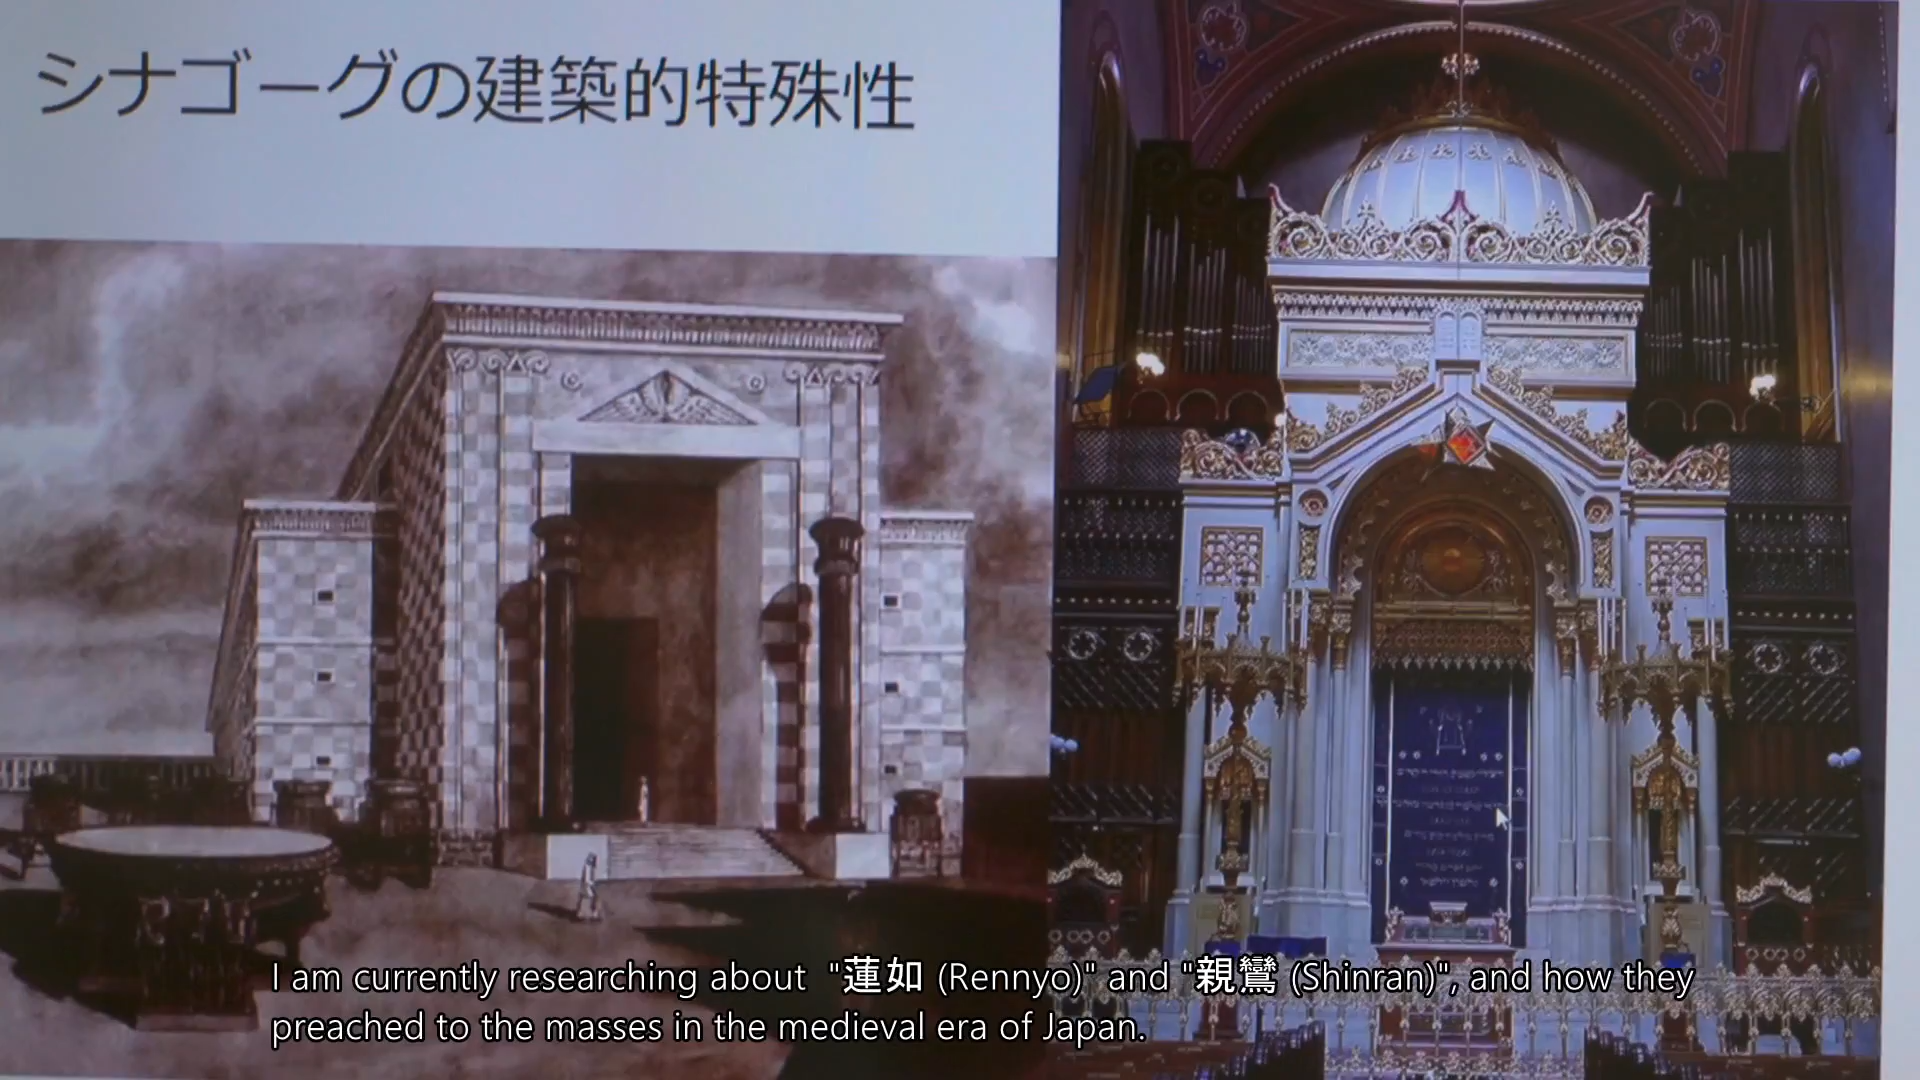 シナゴーグの建築的特殊性
I am currently researching about "蓮如 (Rennyo)" and "親鸞 (Shinran)", and how they
preached to the masses in the medieval era of Japan.